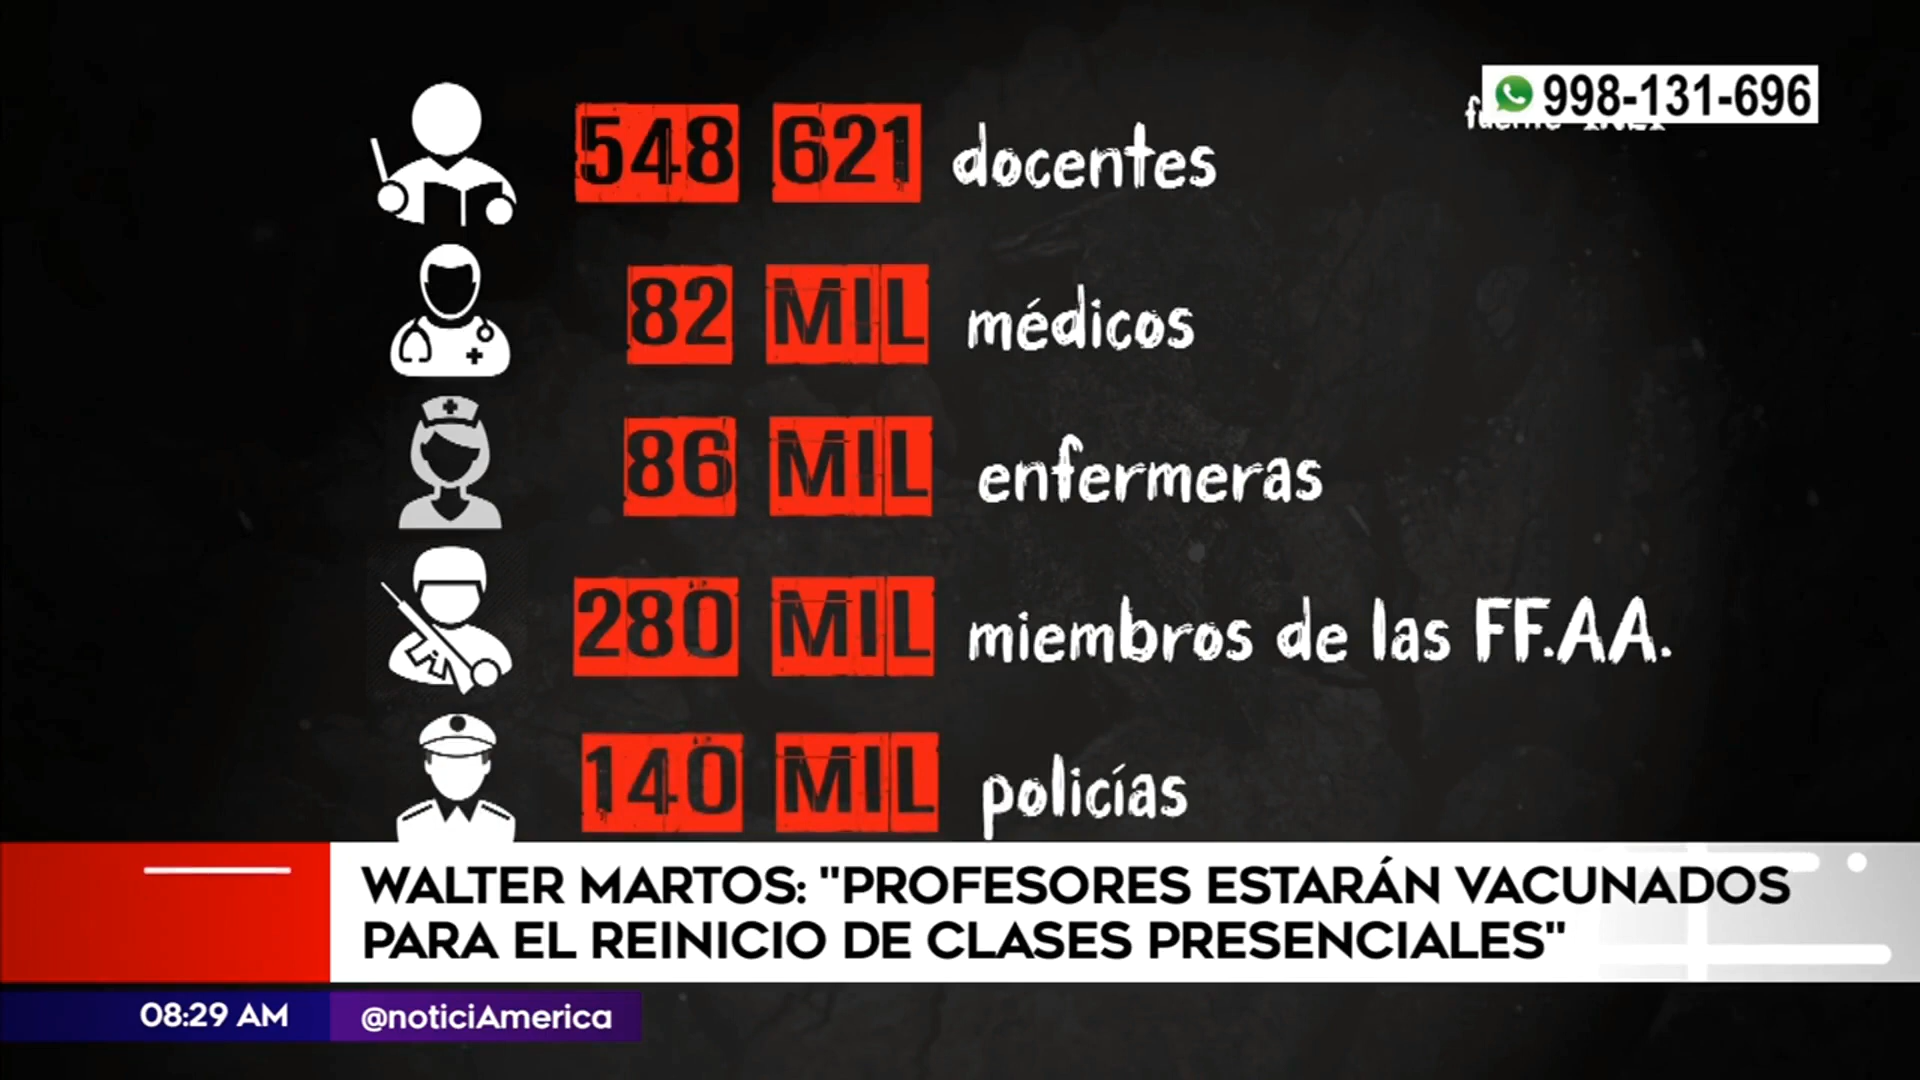 998-131-696
548 621 docentes
82 MIL médicos
86 MIL enfermeras
280 MIL miembros de las FF.AA.
140 MIL policías
WALTER MARTOS: "PROFESORES ESTARÁN VACUNADOS
PARA EL REINICIO DE CLASES PRESENCIALES"
08:29 AM
@noticiAmerica